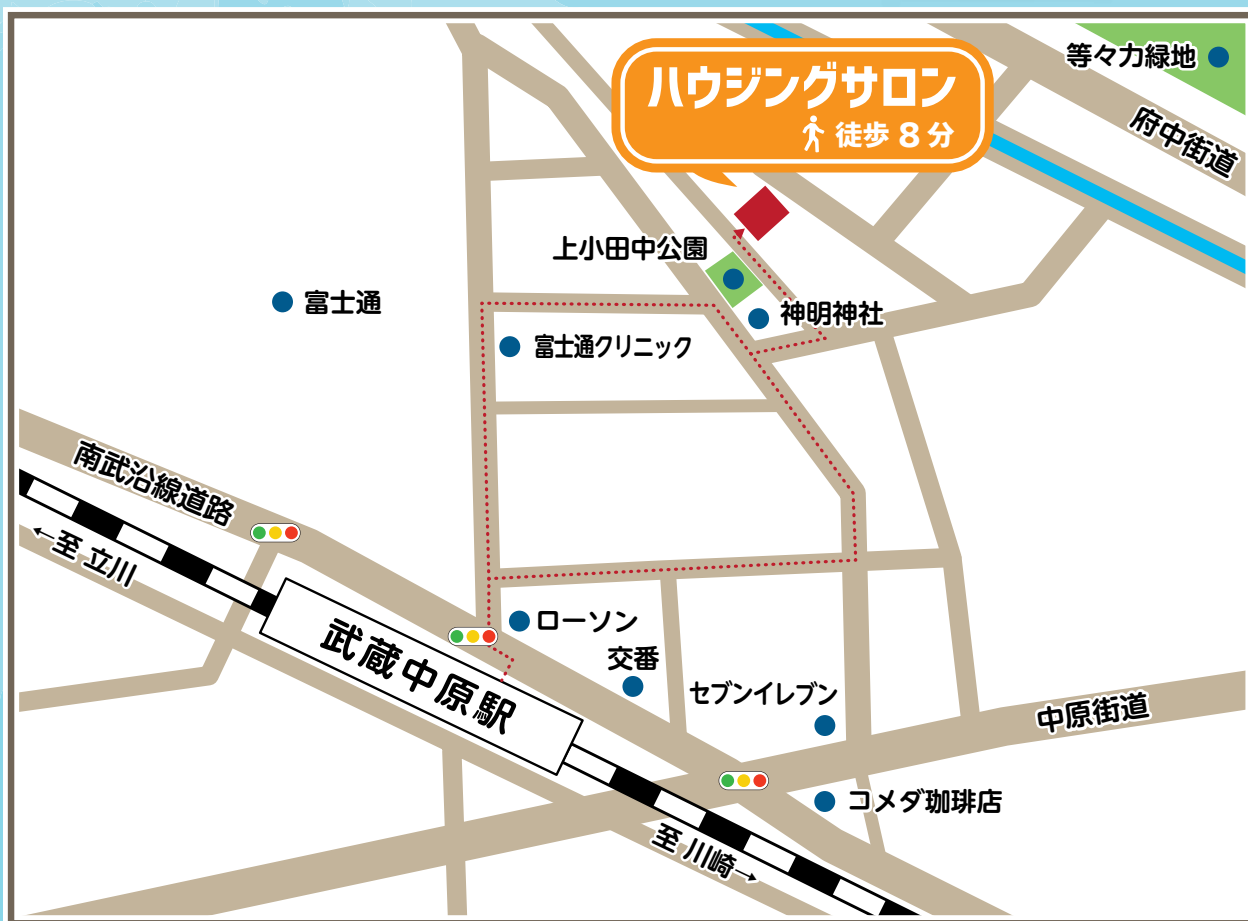 ハウジングサロン
徒歩 8 分
等々力緑地
府中街道
上小田中公園
富士通
神明神社
富士通クリニック
南武沿線道路
←至 立川
武蔵中原駅
ローソン
交番
セブンイレブン
中原街道
コメダ珈琲店
至 川崎→